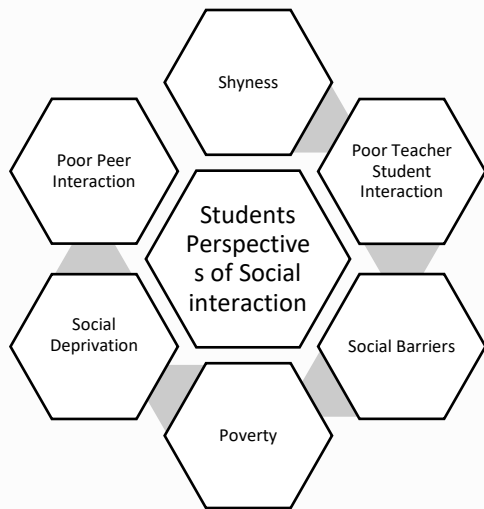 Shyness
Poor Peer
Interaction
Poor Teacher
Student
Interaction
Students
Perspective
s of Social
interaction
Social
Deprivation
Social Barriers
Poverty